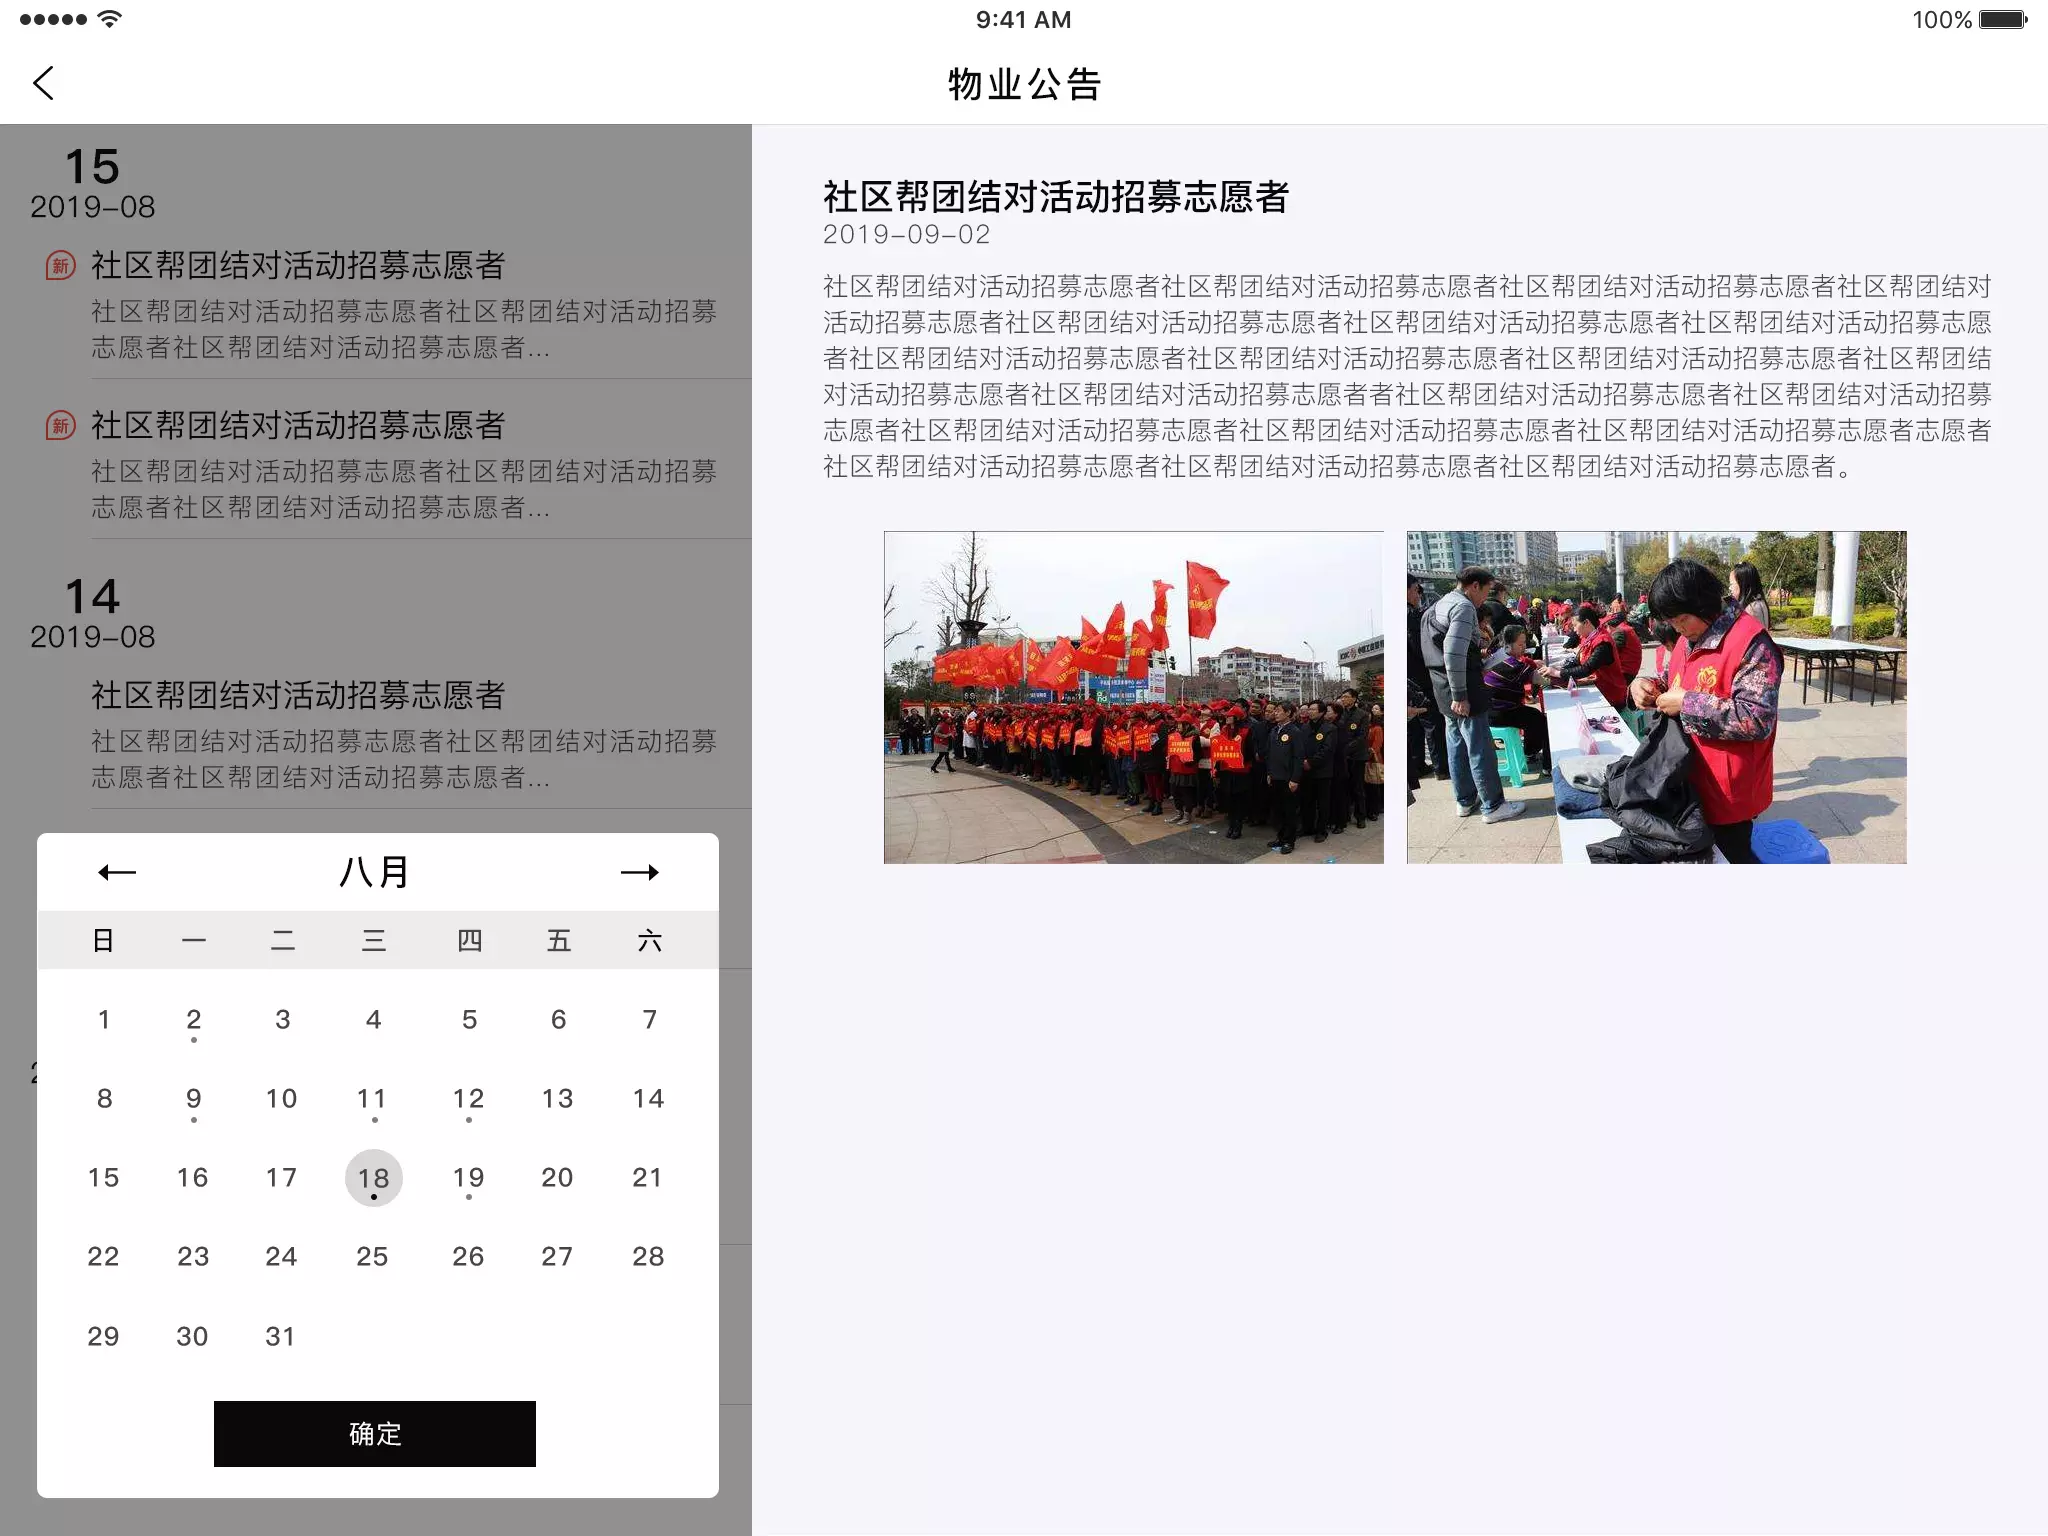 9:41 AM
100%
物业公告
15
2019-08
新
社区帮团结对活动招募志愿者
社区帮团结对活动招募志愿者社区帮团结对活动招募
志愿者社区帮团结对活动招募志愿者...
新
社区帮团结对活动招募志愿者
社区帮团结对活动招募志愿者社区帮团结对活动招募
志愿者社区帮团结对活动招募志愿者...
14
2019-08
社区帮团结对活动招募志愿者
社区帮团结对活动招募志愿者社区帮团结对活动招募
志愿者社区帮团结对活动招募志愿者...
八月
日 一 二 三 四 五 六
1 2 3 4 5 6 7
8 9 10 11 12 13 14
15 16 17 18 19 20 21
22 23 24 25 26 27 28
29 30 31
确定
社区帮团结对活动招募志愿者
2019-09-02
社区帮团结对活动招募志愿者社区帮团结对活动招募志愿者社区帮团结对活动招募志愿者社区帮团结对
活动招募志愿者社区帮团结对活动招募志愿者社区帮团结对活动招募志愿者社区帮团结对活动招募志愿
者社区帮团结对活动招募志愿者社区帮团结对活动招募志愿者社区帮团结对活动招募志愿者社区帮团结
对活动招募志愿者社区帮团结对活动招募志愿者者社区帮团结对活动招募志愿者社区帮团结对活动招募
志愿者社区帮团结对活动招募志愿者社区帮团结对活动招募志愿者社区帮团结对活动招募志愿者志愿者
社区帮团结对活动招募志愿者社区帮团结对活动招募志愿者社区帮团结对活动招募志愿者。